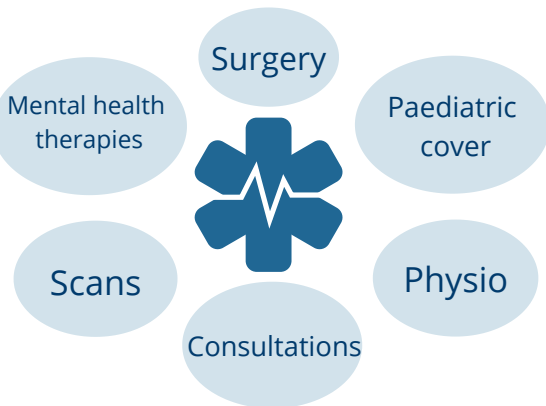 Surgery
Mental health
therapies
Paediatric
cover
Scans
Physio
Consultations